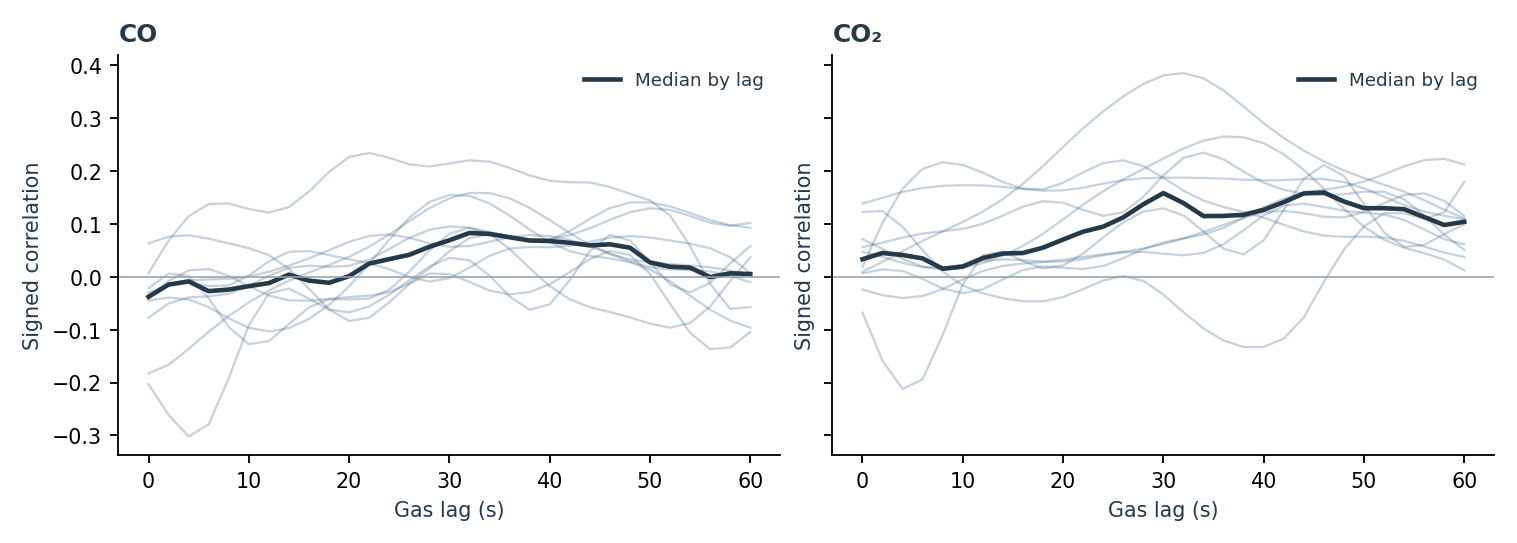 CO
CO₂
Median by lag
Median by lag
Signed correlation
0.4
0.3
0.2
0.1
0.0
−0.1
−0.2
−0.3
Signed correlation
0 10 20 30 40 50 60
0 10 20 30 40 50 60
Gas lag (s)
Gas lag (s)